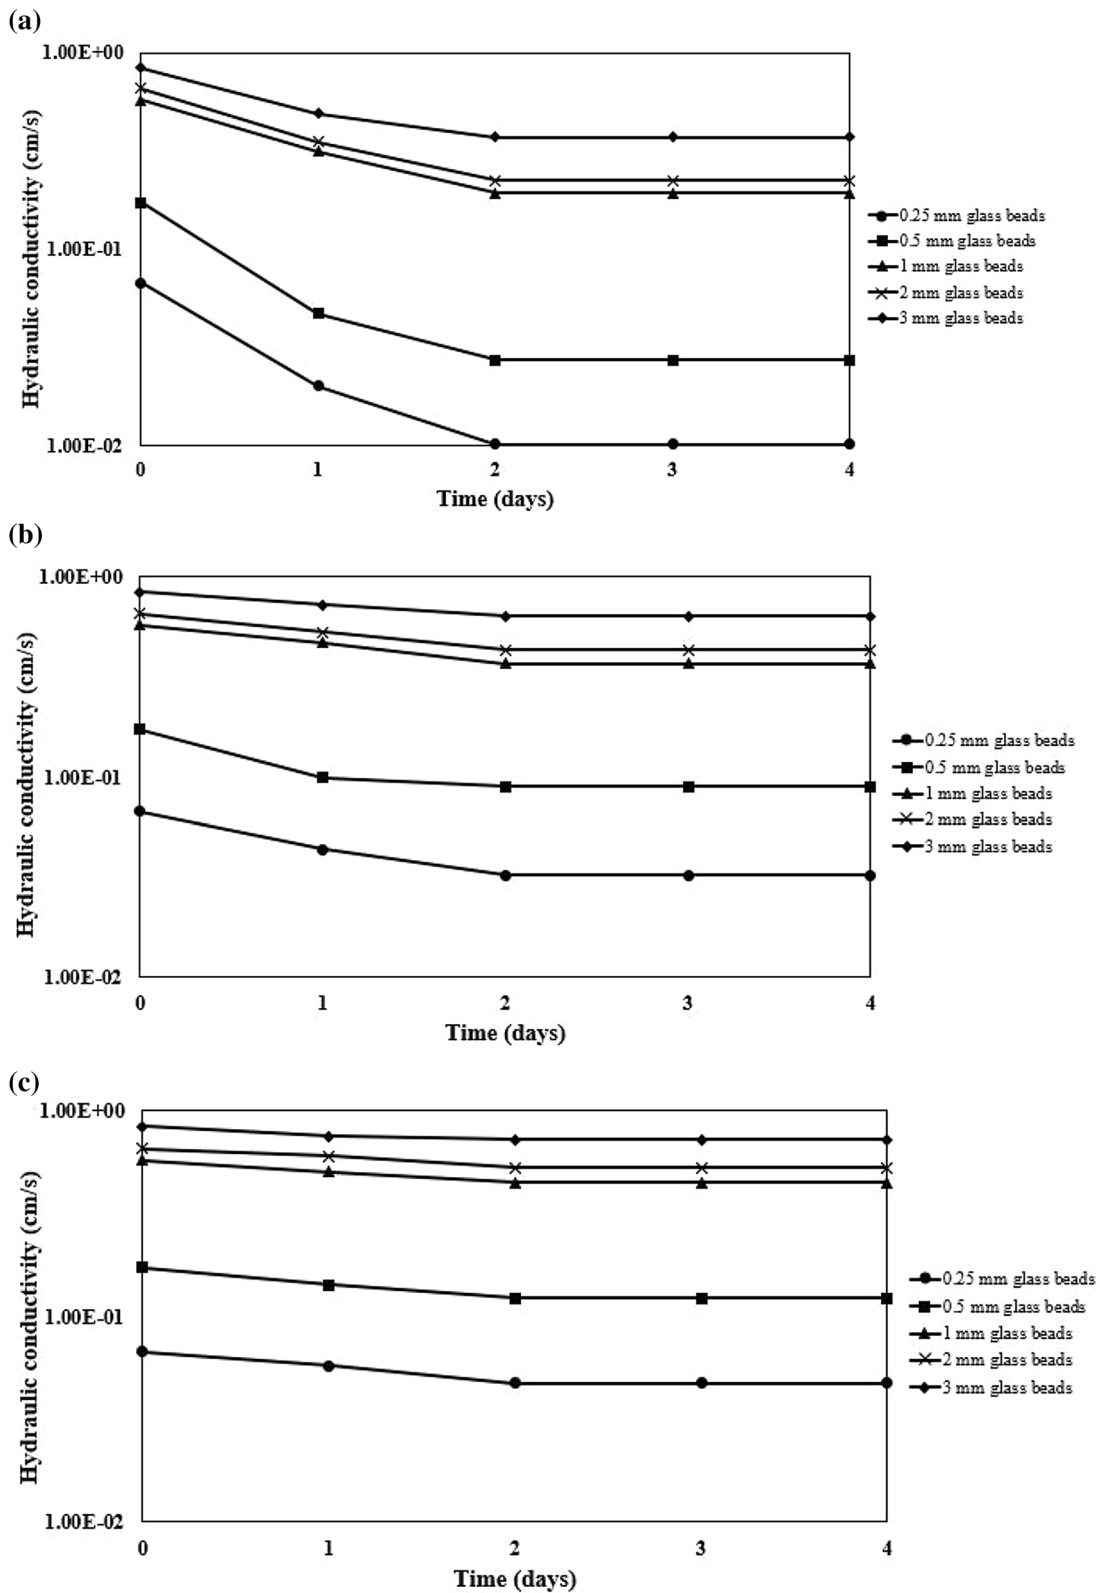 (a)
1.00E+00
1.00E-01
1.00E-02
Hydraulic conductivity (cm/s)
0 1 2 3 4
Time (days)
0.25 mm glass beads
0.5 mm glass beads
1 mm glass beads
2 mm glass beads
3 mm glass beads
(b)
1.00E+00
1.00E-01
1.00E-02
Hydraulic conductivity (cm/s)
0 1 2 3 4
Time (days)
0.25 mm glass beads
0.5 mm glass beads
1 mm glass beads
2 mm glass beads
3 mm glass beads
(c)
1.00E+00
1.00E-01
1.00E-02
Hydraulic conductivity (cm/s)
0 1 2 3 4
Time (days)
0.25 mm glass beads
0.5 mm glass beads
1 mm glass beads
2 mm glass beads
3 mm glass beads